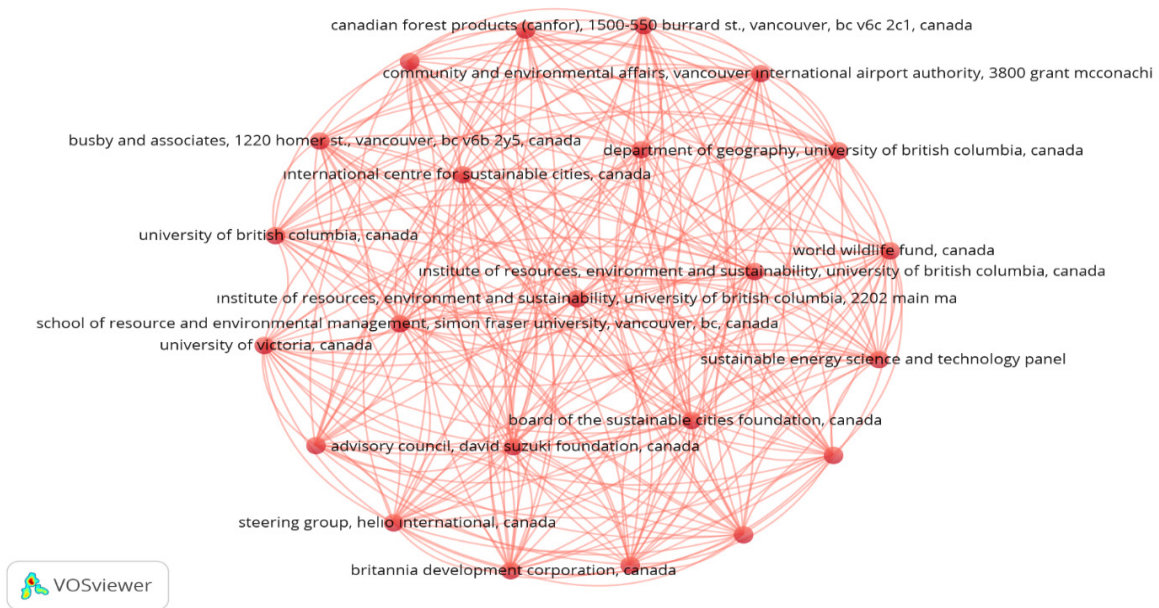 canadian forest products (canfor), 1500-550 burrard st., vancouver, bc v6c 2c1, canada
community and environmental affairs, vancouver international airport authority, 3800 grant mcconachi
busby and associates, 1220 homer st., vancouver, bc v6b 2y5, canada
department of geography, university of british columbia, canada
international centre for sustainable cities, canada
university of british columbia, canada
world wildlife fund, canada
institute of resources, environment and sustainability, university of british columbia, canada
institute of resources, environment and sustainability, university of british columbia, 2202 main ma
school of resource and environmental management, simon fraser university, vancouver, bc, canada
university of victoria, canada
sustainable energy science and technology panel
board of the sustainable cities foundation, canada
advisory council, david suzuki foundation, canada
steering group, helio international, canada
britannia development corporation, canada
VOSviewer